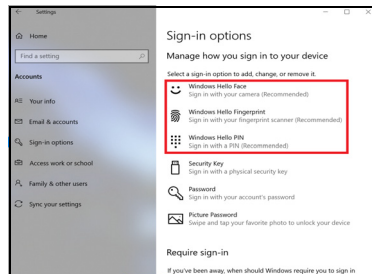 Settings
Home
Find a setting
Accounts
Your info
Email & accounts
Sign-in options
Access work or school
Family & other users
Sync your settings
Sign-in options
Manage how you sign in to your device
Select a sign-in option to add, change, or remove it.
Windows Hello Face
Sign in with your camera (Recommended)
Windows Hello Fingerprint
Sign in with your fingerprint scanner (Recommended)
Windows Hello PIN
Sign in with a PIN (Recommended)
Security Key
Sign in with a physical security key
Password
Sign in with your account's password
Picture Password
Swipe and tap your favorite photo to unlock your device
Require sign-in
If you've been away, when should Windows require you to sign in